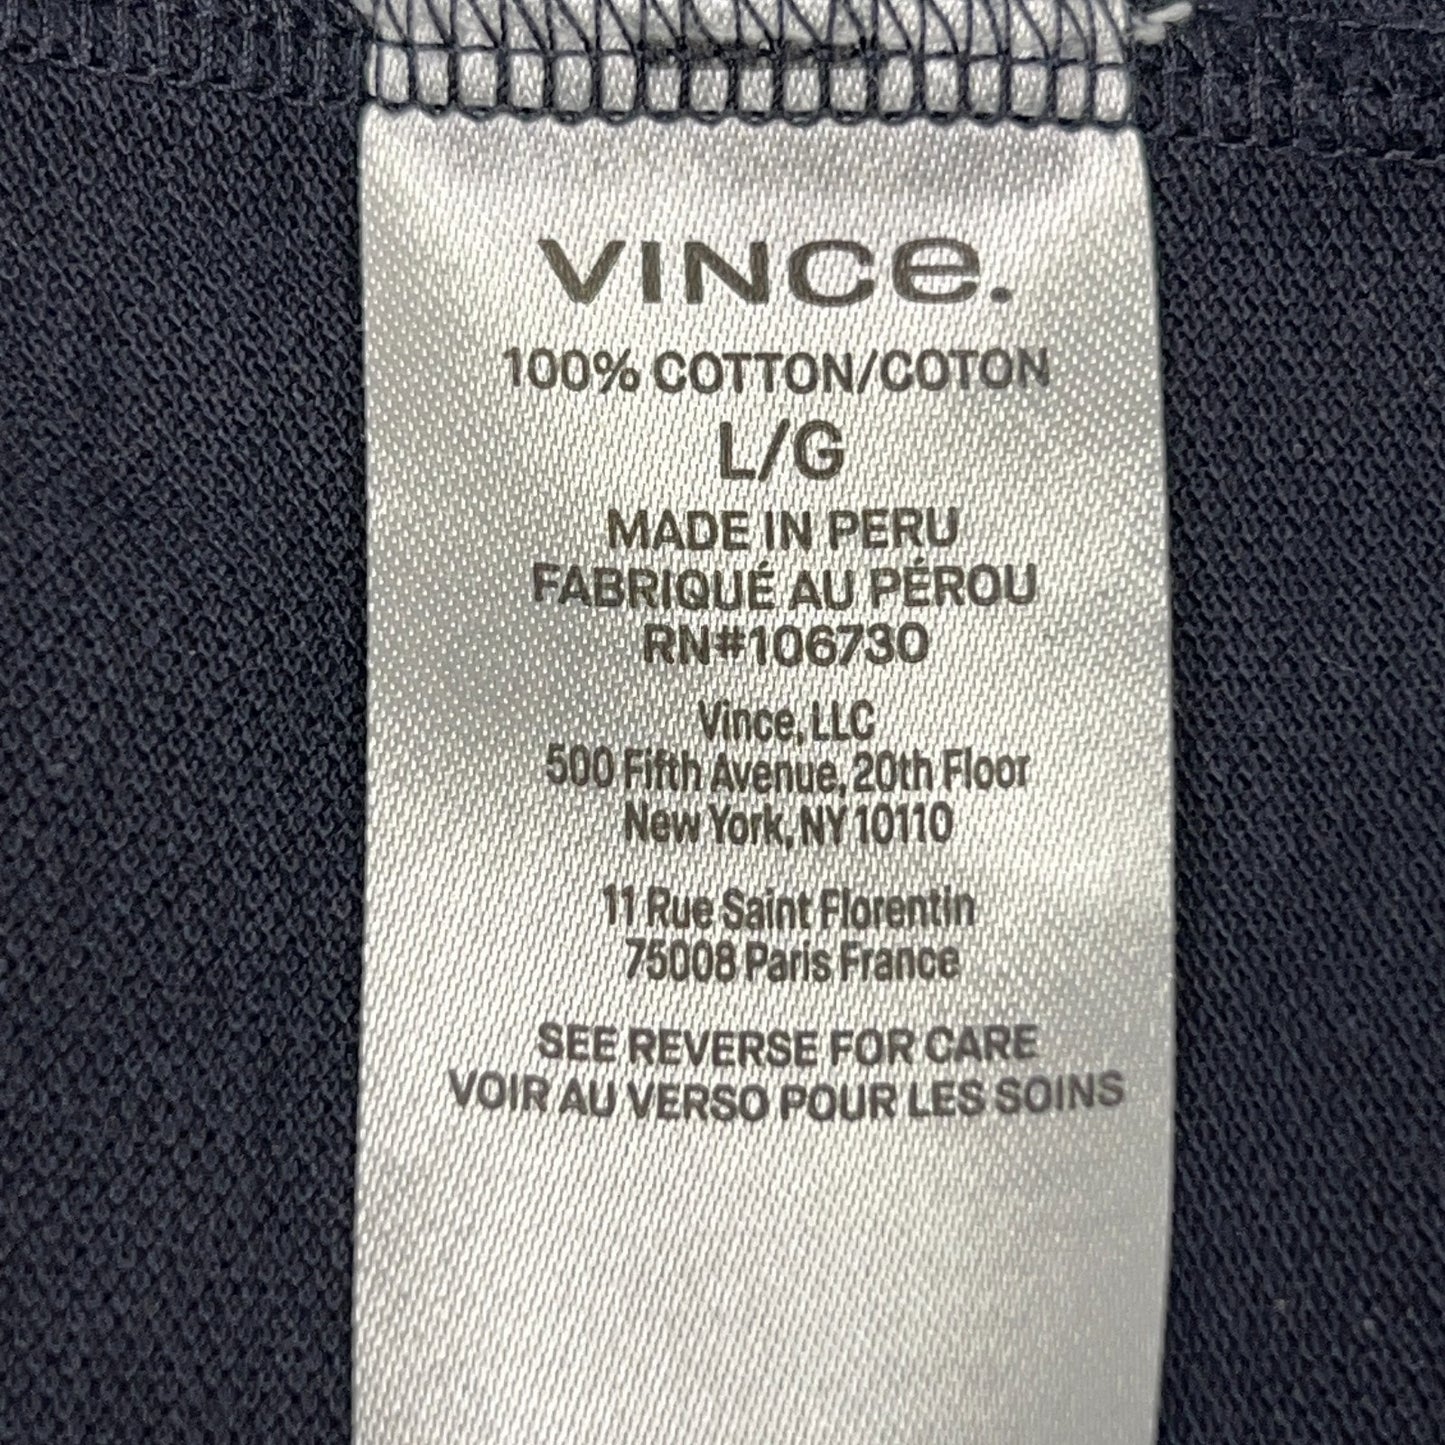 VINCe.
100% COTTON/COTON
L/G
MADE IN PERU
FABRIQUÉ AU PÉROU
RN#106730
Vince, LLC
500 Fifth Avenue, 20th Floor
New York, NY 10110
11 Rue Saint Florentin
75008 Paris France
SEE REVERSE FOR CARE
VOIR AU VERSO POUR LES SOINS